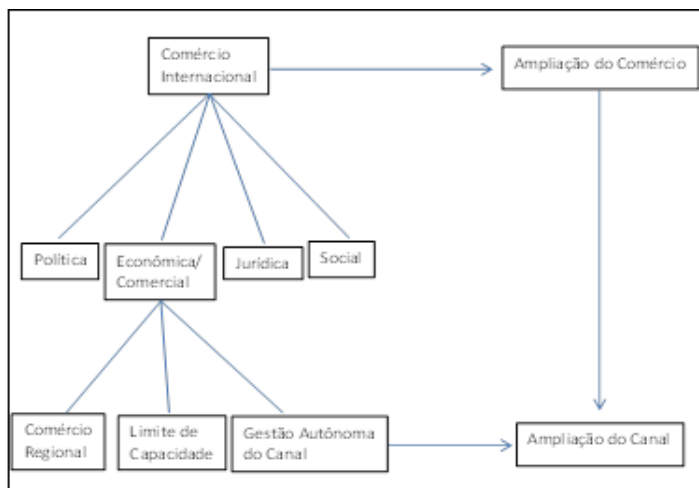 Comércio
Internacional
Ampliação do Comércio
Política
Econômica/
Comercial
Jurídica
Social
Comércio
Regional
Limite de
Capacidade
Gestão Autônoma
do Canal
Ampliação do Canal